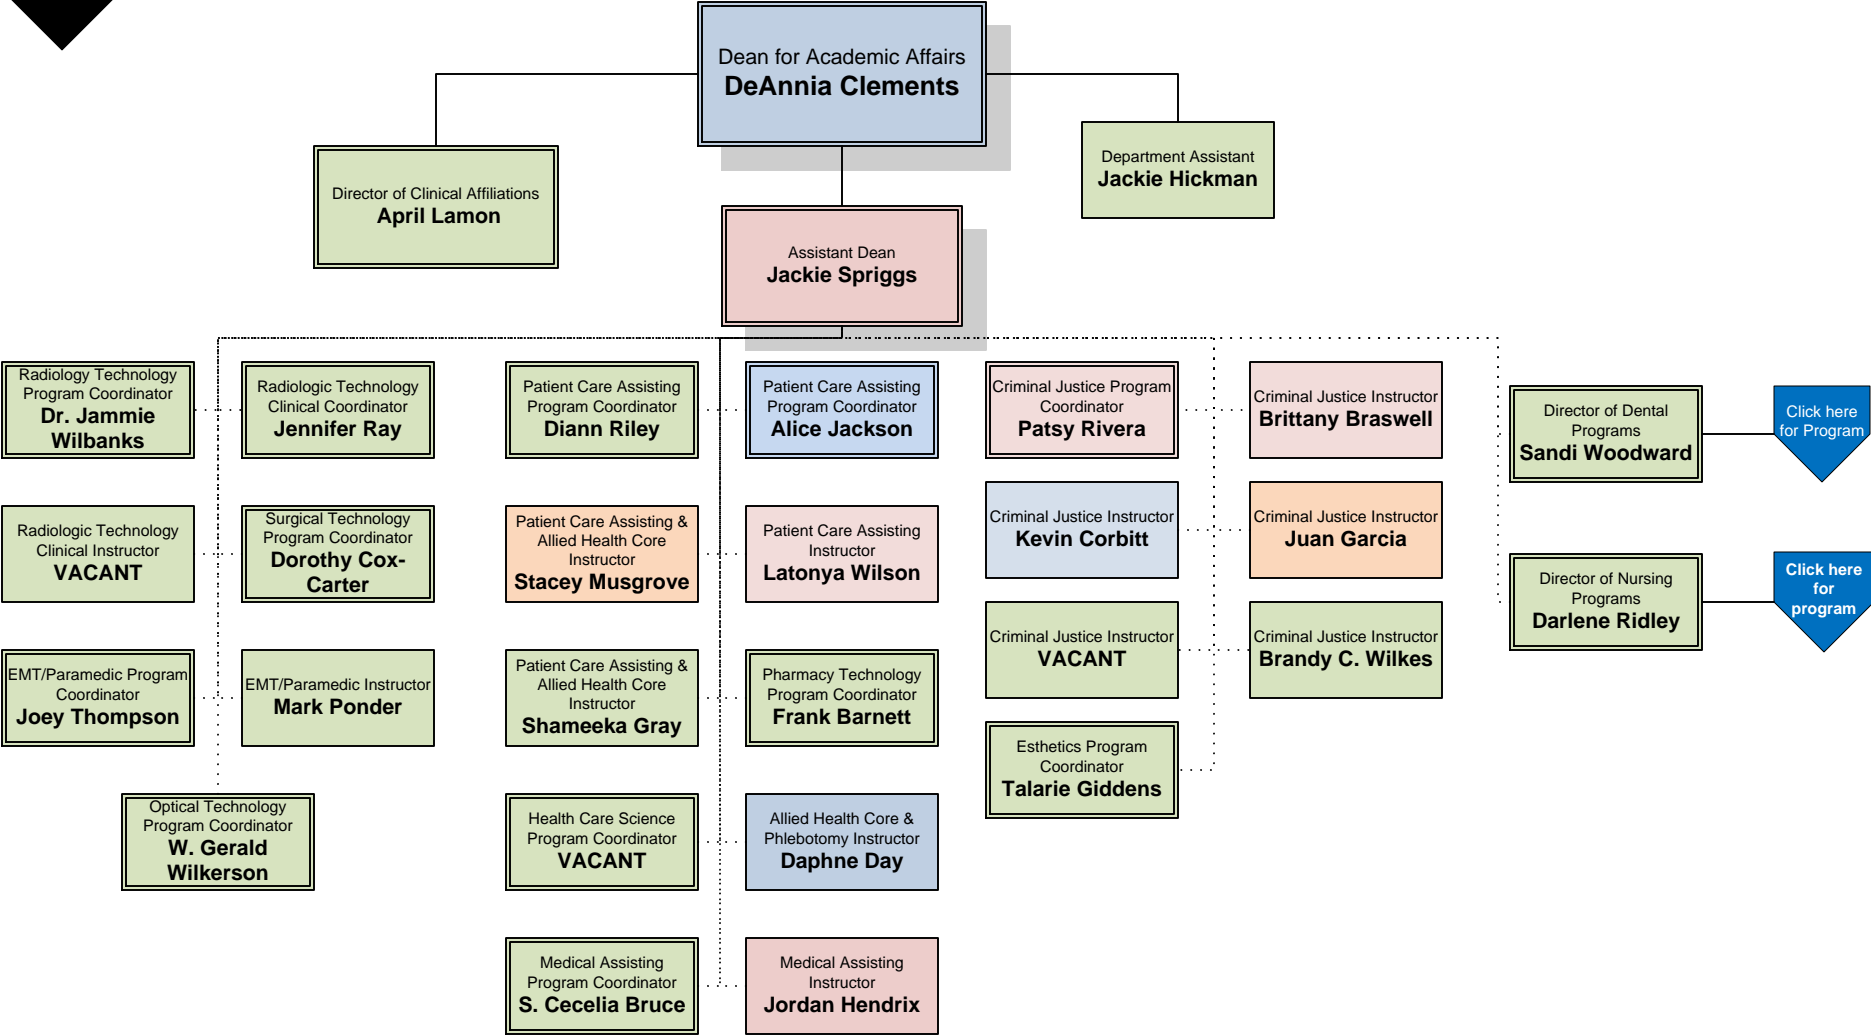 Dean for Academic Affairs
DeAnnia Clements
Director of Clinical Affiliations
April Lamon
Department Assistant
Jackie Hickman
Assistant Dean
Jackie Spriggs
Radiology Technology
Program Coordinator
Dr. Jammie
Wilbanks
Radiologic Technology
Clinical Coordinator
Jennifer Ray
Patient Care Assisting
Program Coordinator
Diann Riley
Patient Care Assisting
Program Coordinator
Alice Jackson
Criminal Justice Program
Coordinator
Patsy Rivera
Criminal Justice Instructor
Brittany Braswell
Director of Dental
Programs
Sandi Woodward
Click here
for Program
Radiologic Technology
Clinical Instructor
VACANT
Surgical Technology
Program Coordinator
Dorothy Cox-
Carter
Patient Care Assisting &
Allied Health Core
Instructor
Stacey Musgrove
Patient Care Assisting
Instructor
Latonya Wilson
Criminal Justice Instructor
Kevin Corbitt
Criminal Justice Instructor
Juan Garcia
Director of Nursing
Programs
Darlene Ridley
Click here
for
program
EMT/Paramedic Program
Coordinator
Joey Thompson
EMT/Paramedic Instructor
Mark Ponder
Patient Care Assisting &
Allied Health Core
Instructor
Shameeka Gray
Pharmacy Technology
Program Coordinator
Frank Barnett
Criminal Justice Instructor
VACANT
Criminal Justice Instructor
Brandy C. Wilkes
Esthetics Program
Coordinator
Talarie Giddens
Optical Technology
Program Coordinator
W. Gerald
Wilkerson
Health Care Science
Program Coordinator
VACANT
Allied Health Core &
Phlebotomy Instructor
Daphne Day
Medical Assisting
Program Coordinator
S. Cecelia Bruce
Medical Assisting
Instructor
Jordan Hendrix